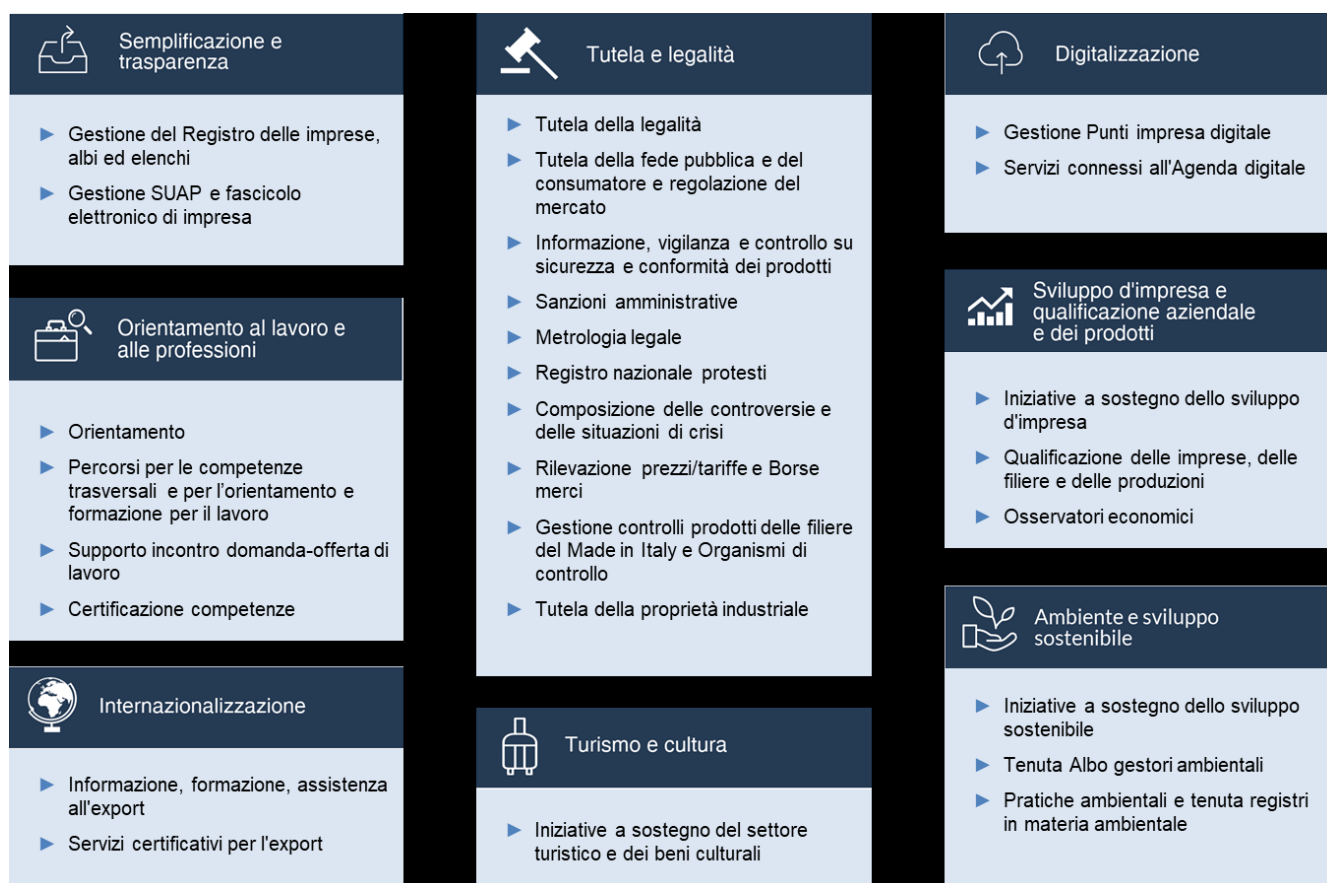 Semplificazione e
trasparenza
Gestione del Registro delle imprese,
albi ed elenchi
Gestione SUAP e fascicolo
elettronico di impresa
Orientamento al lavoro e
alle professioni
Orientamento
Percorsi per le competenze
trasversali e per l’orientamento e
formazione per il lavoro
Supporto incontro domanda-offerta di
lavoro
Certificazione competenze
Internazionalizzazione
Informazione, formazione, assistenza
all'export
Servizi certificativi per l'export
Tutela e legalità
Tutela della legalità
Tutela della fede pubblica e del
consumatore e regolazione del
mercato
Informazione, vigilanza e controllo su
sicurezza e conformità dei prodotti
Sanzioni amministrative
Metrologia legale
Registro nazionale protesti
Composizione delle controversie e
delle situazioni di crisi
Rilevazione prezzi/tariffe e Borse
merci
Gestione controlli prodotti delle filiere
del Made in Italy e Organismi di
controllo
Tutela della proprietà industriale
Turismo e cultura
Iniziative a sostegno del settore
turistico e dei beni culturali
Digitalizzazione
Gestione Punti impresa digitale
Servizi connessi all'Agenda digitale
Sviluppo d'impresa e
qualificazione aziendale
e dei prodotti
Iniziative a sostegno dello sviluppo
d'impresa
Qualificazione delle imprese, delle
filiere e delle produzioni
Osservatori economici
Ambiente e sviluppo
sostenibile
Iniziative a sostegno dello sviluppo
sostenibile
Tenuta Albo gestori ambientali
Pratiche ambientali e tenuta registri
in materia ambientale